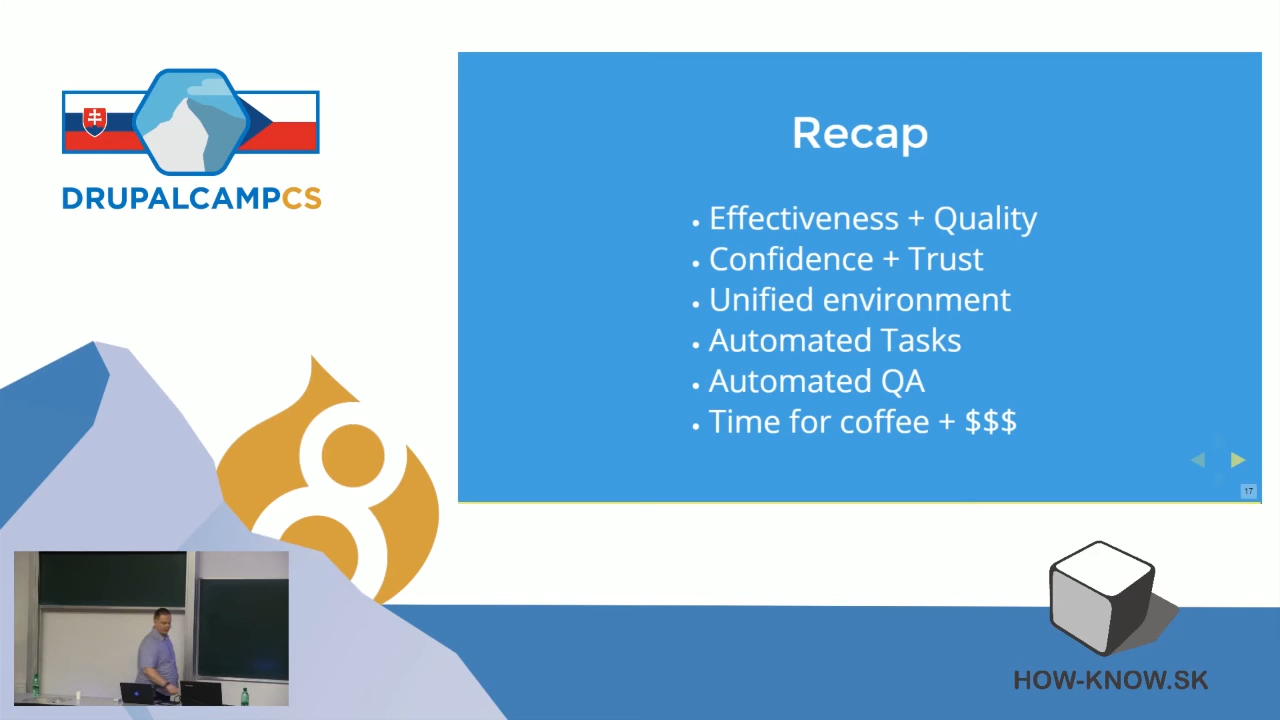 DRUPALCAMPCS
Recap
• Effectiveness + Quality
• Confidence + Trust
• Unified environment
• Automated Tasks
• Automated QA
• Time for coffee + $$$
17
8
HOW-KNOW.SK